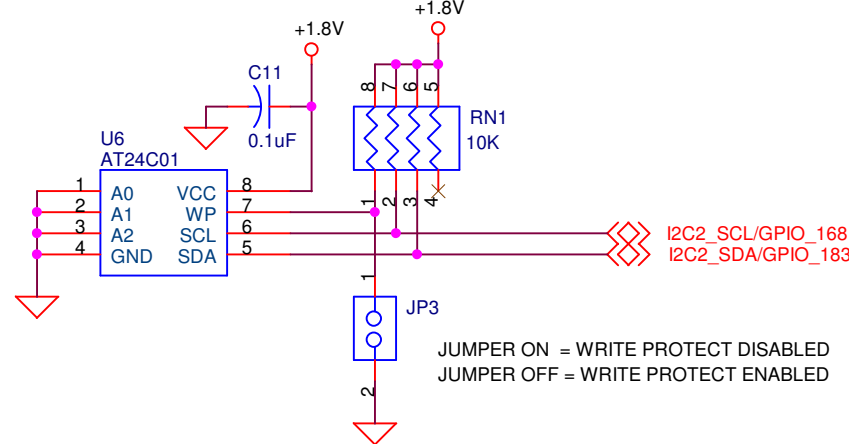 +1.8V
+1.8V
C11
0.1uF
8 7 6 5
RN1
10K
U6
AT24C01
1 A0 VCC 8
2 A1 WP 7
3 A2 SCL 6
4 GND SDA 5
1 2 3 4
I2C2_SCL/GPIO_168
I2C2_SDA/GPIO_183
1
JP3
2
JUMPER ON = WRITE PROTECT DISABLED
JUMPER OFF = WRITE PROTECT ENABLED